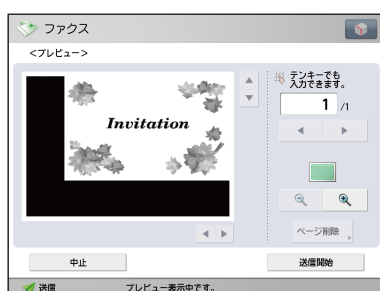 ファクス
<プレビュー>
テンキーでも
入力できます。
1 /1
Invitation
ページ削除
中止
送信開始
送信 プレビュー表示中です。